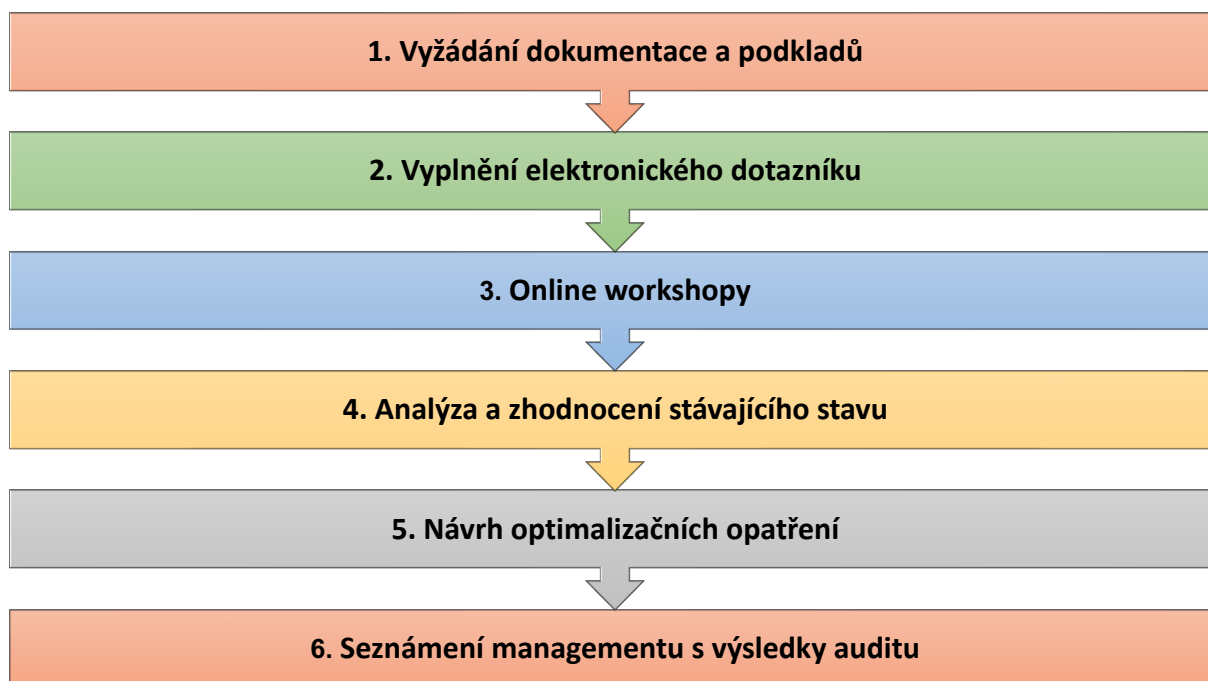 1. Vyžádání dokumentace a podkladů
2. Vyplnění elektronického dotazníku
3. Online workshopy
4. Analýza a zhodnocení stávajícího stavu
5. Návrh optimalizačních opatření
6. Seznámení managementu s výsledky auditu